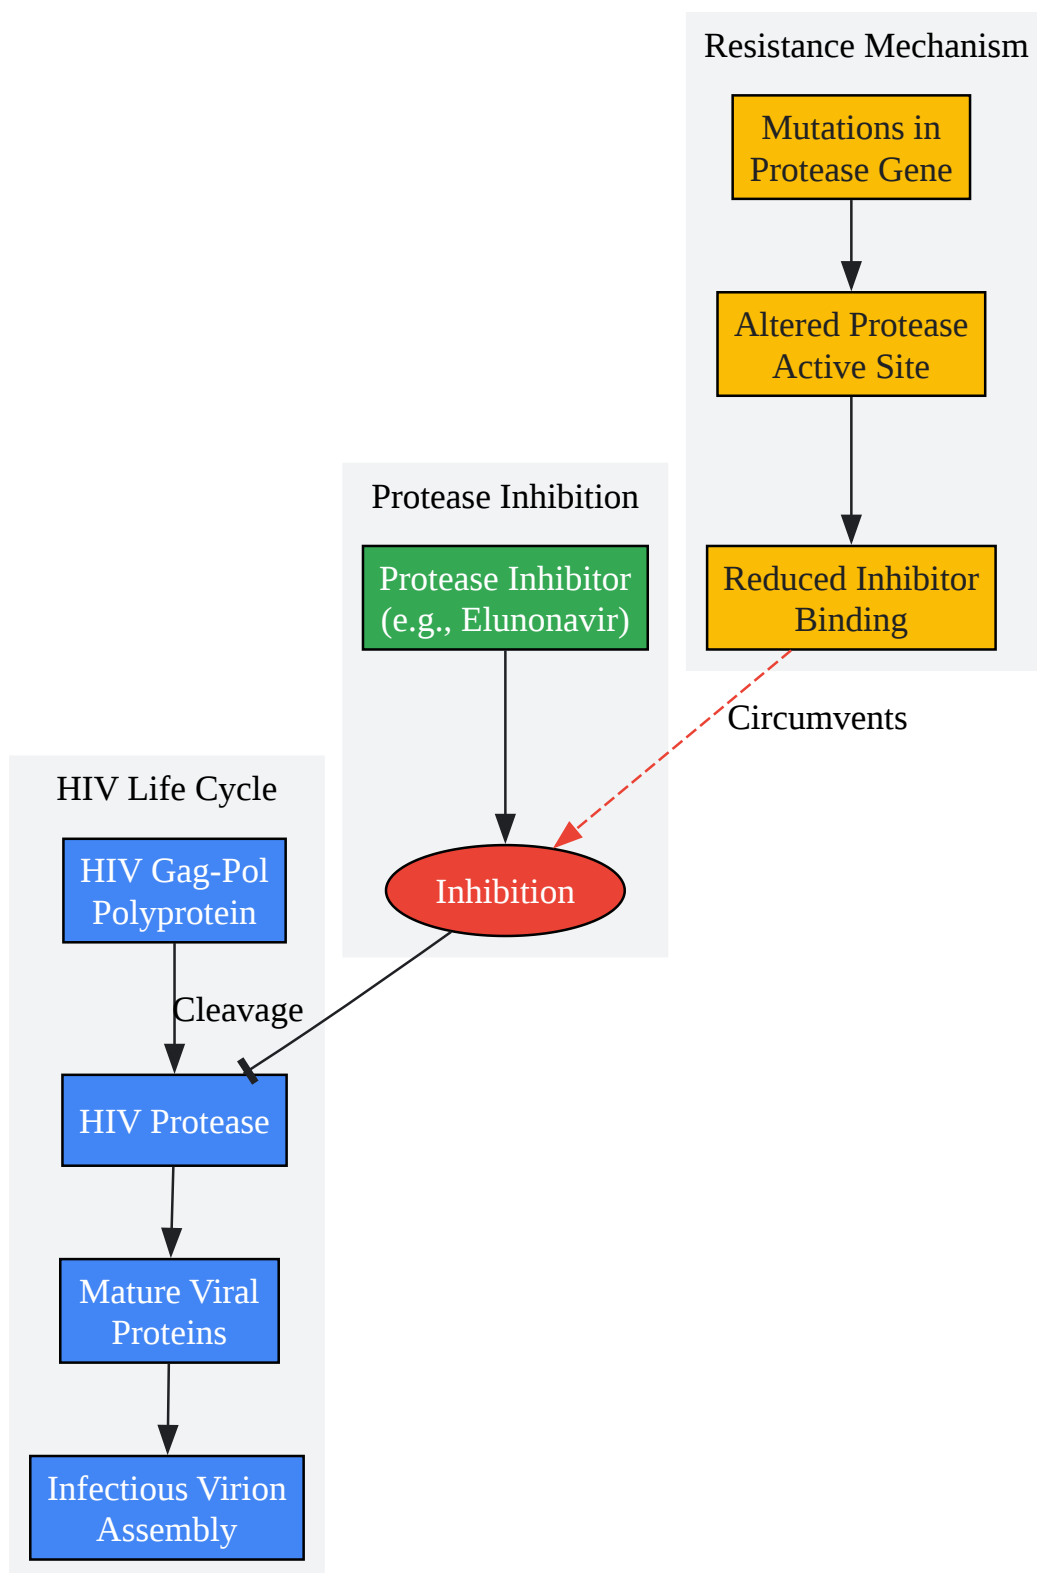 Resistance Mechanism
Mutations in
Protease Gene
Altered Protease
Active Site
Reduced Inhibitor
Binding
Circumvents
Protease Inhibition
Protease Inhibitor
(e.g., Elunonavir)
Inhibition
HIV Life Cycle
HIV Gag-Pol
Polyprotein
Cleavage
HIV Protease
Mature Viral
Proteins
Infectious Virion
Assembly